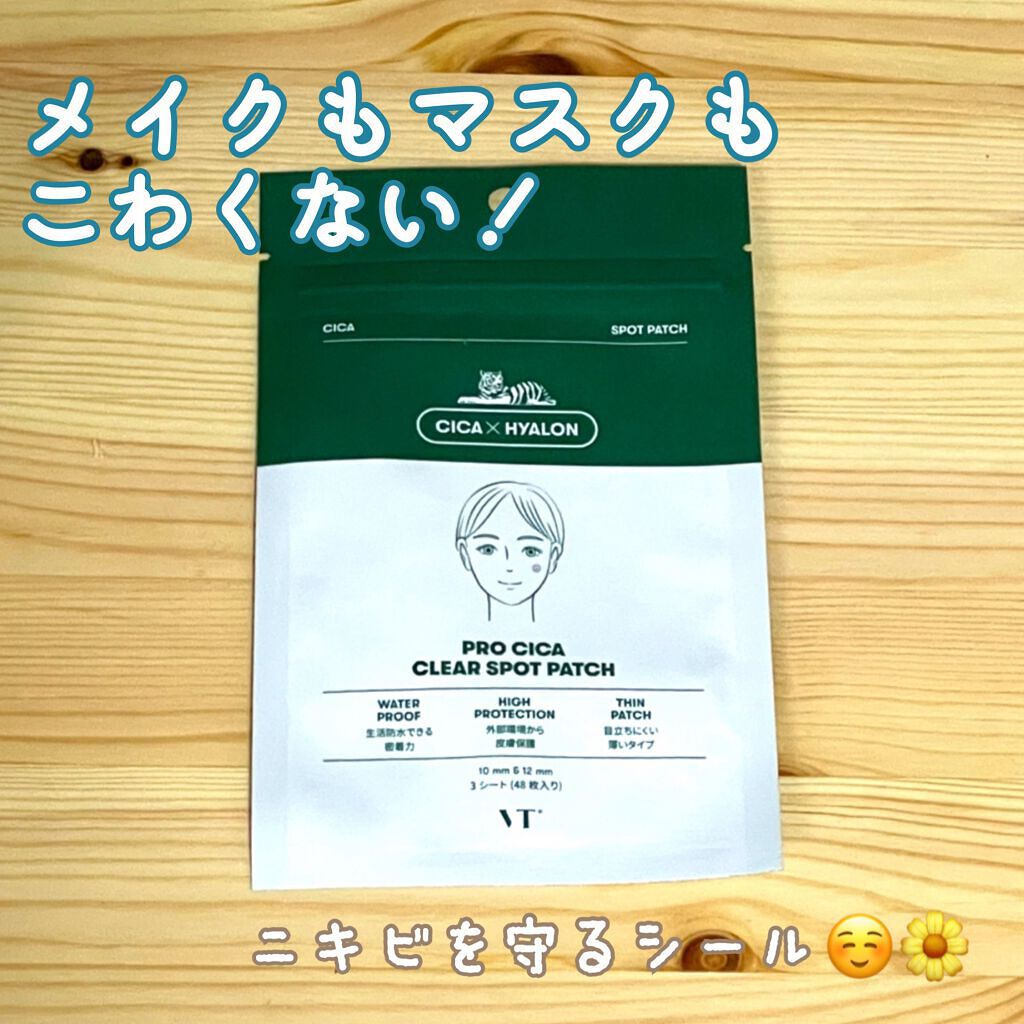 メイクもマスクも
こわくない！
CICA
SPOT PATCH
CICA×HYALON
PRO CICA
CLEAR SPOT PATCH
WATER
PROOF
生活防水できる
密着力
HIGH
PROTECTION
外部環境から
皮膚保護
THIN
PATCH
目立ちにくい
薄いタイプ
10 mm & 12 mm
3 シート (48 枚入り)
VT
ニキビを守るシール☺️🌼